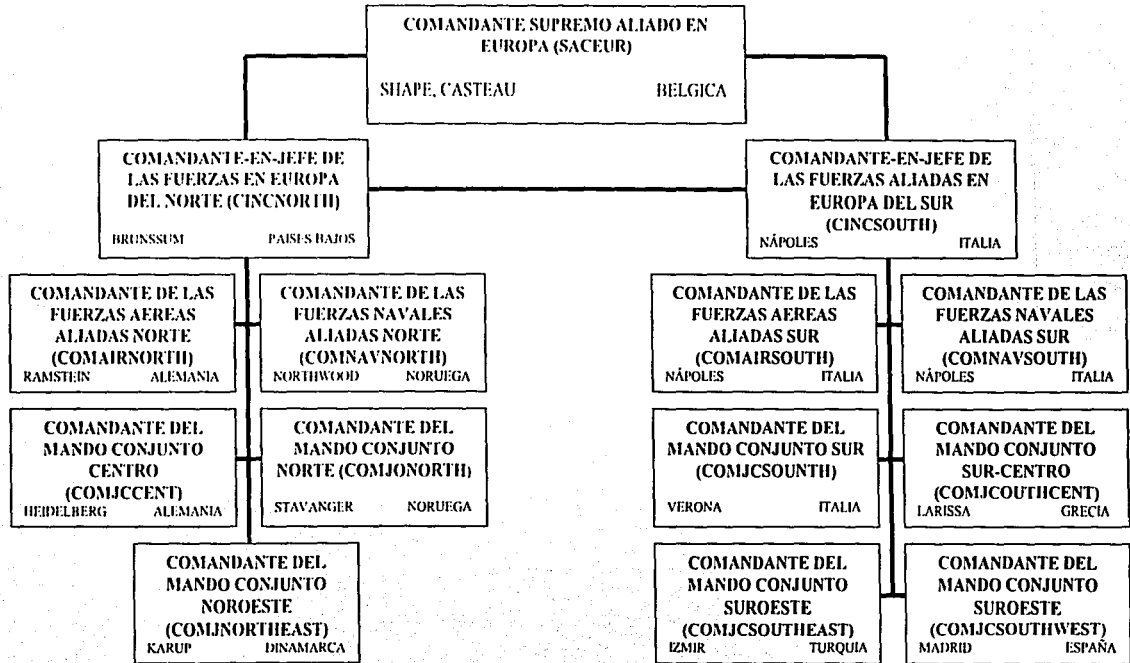 COMANDANTE SUPREMO ALIADO EN
EUROPA (SACEUR)
SHAPE, CASTEAU BELGICA
COMANDANTE-EN-JEFE DE
LAS FUERZAS EN EUROPA
DEL NORTE (CINCNORTH)
BRUNSSUM PAISES BAJOS
COMANDANTE-EN-JEFE DE
LAS FUERZAS ALIADAS EN
EUROPA DEL SUR
(CINCSOUTH)
NÁPOLES ITALIA
COMANDANTE DE LAS
FUERZAS AEREAS
ALIADAS NORTE
(COMAIRNORTH)
RAMSTEIN ALEMANIA
COMANDANTE DE LAS
FUERZAS NAVALES
ALIADAS NORTE
(COMNAVNORTH)
NORTHWOOD NORUEGA
COMANDANTE DE LAS
FUERZAS AEREAS
ALIADAS SUR
(COMAIRSOUTH)
NÁPOLES ITALIA
COMANDANTE DE LAS
FUERZAS NAVALES
ALIADAS SUR
(COMNAVSOUTH)
NÁPOLES ITALIA
COMANDANTE DEL
MANDO CONJUNTO
CENTRO
(COMJCCENT)
HEIDELBERG ALEMANIA
COMANDANTE DEL
MANDO CONJUNTO
NORTE (COMJONORTH)
STAVANGER NORUEGA
COMANDANTE DEL
MANDO CONJUNTO SUR
(COMJCSOUNTH)
VERONA ITALIA
COMANDANTE DEL
MANDO CONJUNTO
SUR-CENTRO
(COMJCOUTHCENT)
LARISSA GRECIA
COMANDANTE DEL
MANDO CONJUNTO
NOROESTE
(COMJNORTHEAST)
KARUP DINAMARCA
COMANDANTE DEL
MANDO CONJUNTO
SUROESTE
(COMJCSOUTHEAST)
IZMIR TURQUIA
COMANDANTE DEL
MANDO CONJUNTO
SUROESTE
(COMJCSOUTHWEST)
MADRID ESPAÑA